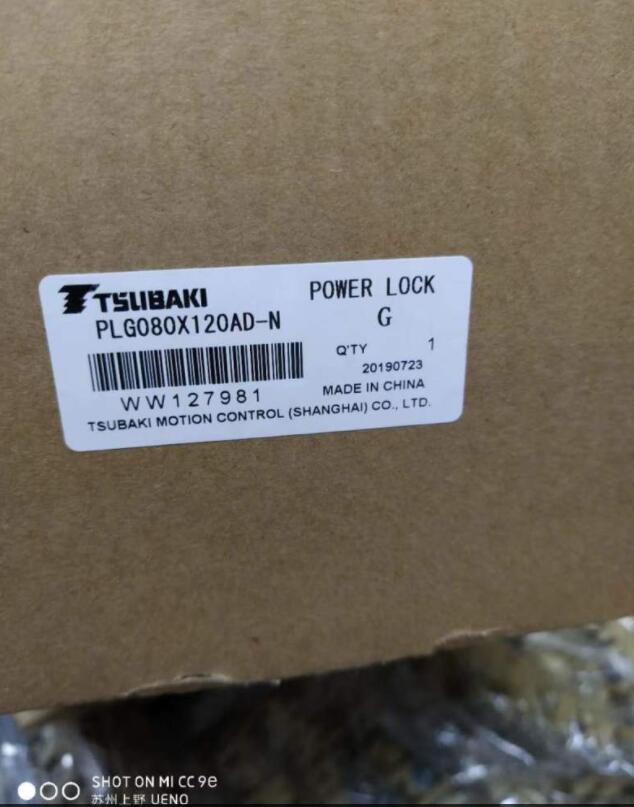 TSUBAKI
POWER LOCK
PLG080X120AD-N
G
Q'TY 1
20190723
WW127981
MADE IN CHINA
TSUBAKI MOTION CONTROL (SHANGHAI) CO., LTD.
SHOT ON MI CC9e
苏州上野 UENO